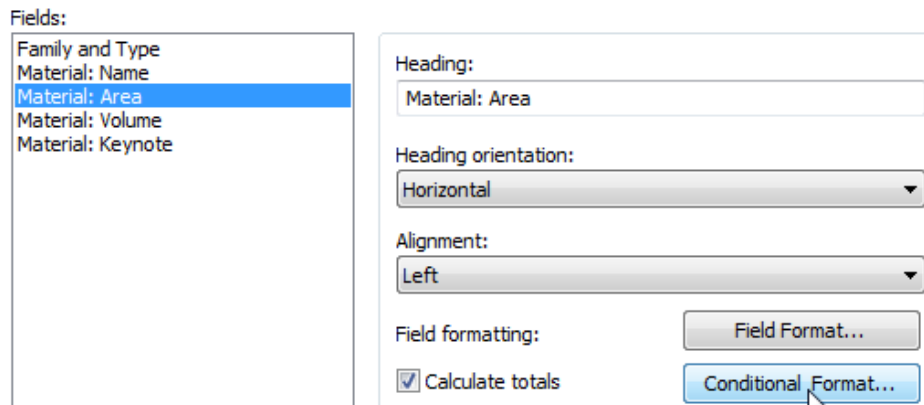 Fields:
Family and Type
Material: Name
Material: Area
Material: Volume
Material: Keynote
Heading:
Material: Area
Heading orientation:
Horizontal
Alignment:
Left
Field formatting:
Field Format...
Calculate totals
Conditional Format...